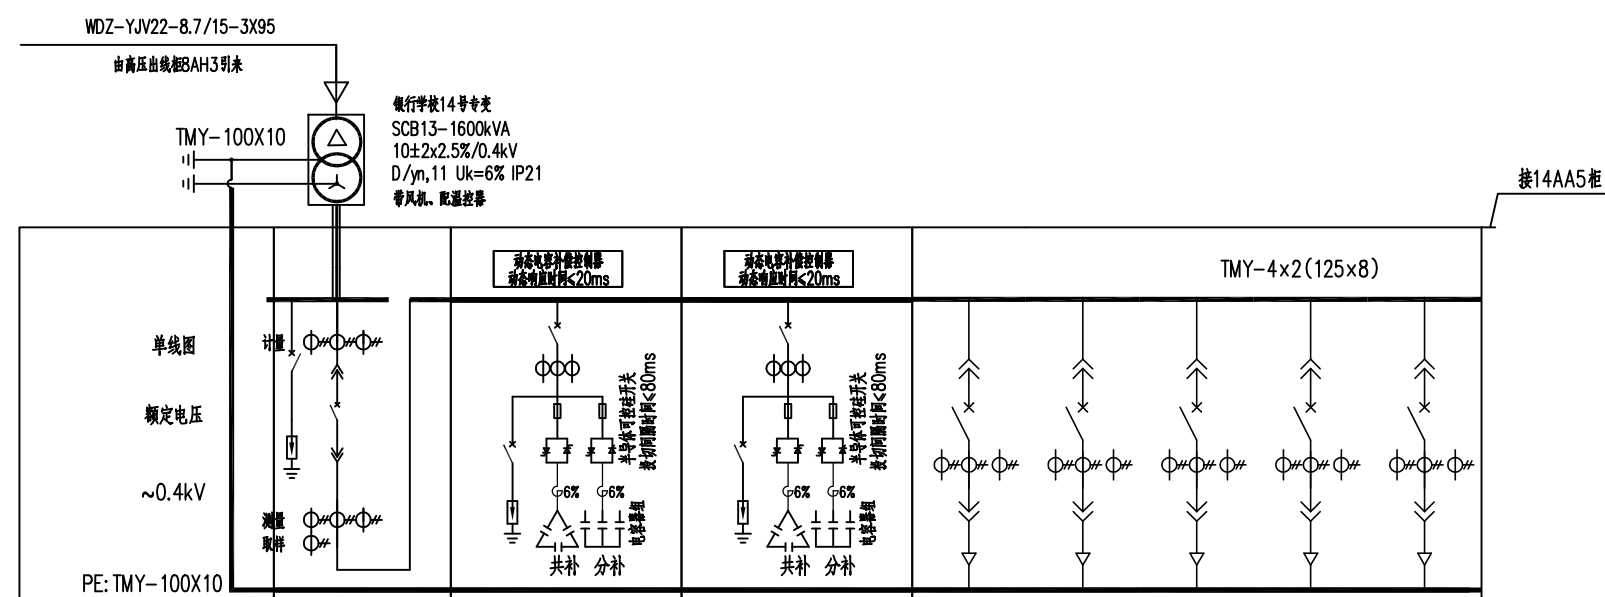 WDZ-YJV22-8.7/15-3X95
由高压出线柜8AH3引来
银行学校14号专变
SCB13-1600kVA
10±2x2.5%/0.4kV
D/yn,11 Uk=6% IP21
带风机、配温控器
TMY-100X10
接14AA5柜
动态电容补偿控制器
动态响应时间≤20ms
动态电容补偿控制器
动态响应时间≤20ms
TMY-4×2(125×8)
单线图
计量
额定电压
~0.4kV
测量
取样
半导体可控硅开关
投切间隔时间≤80ms
6%
6%
电容器组
共补
分补
半导体可控硅开关
投切间隔时间≤80ms
6%
6%
电容器组
共补
分补
PE: TMY-100X10